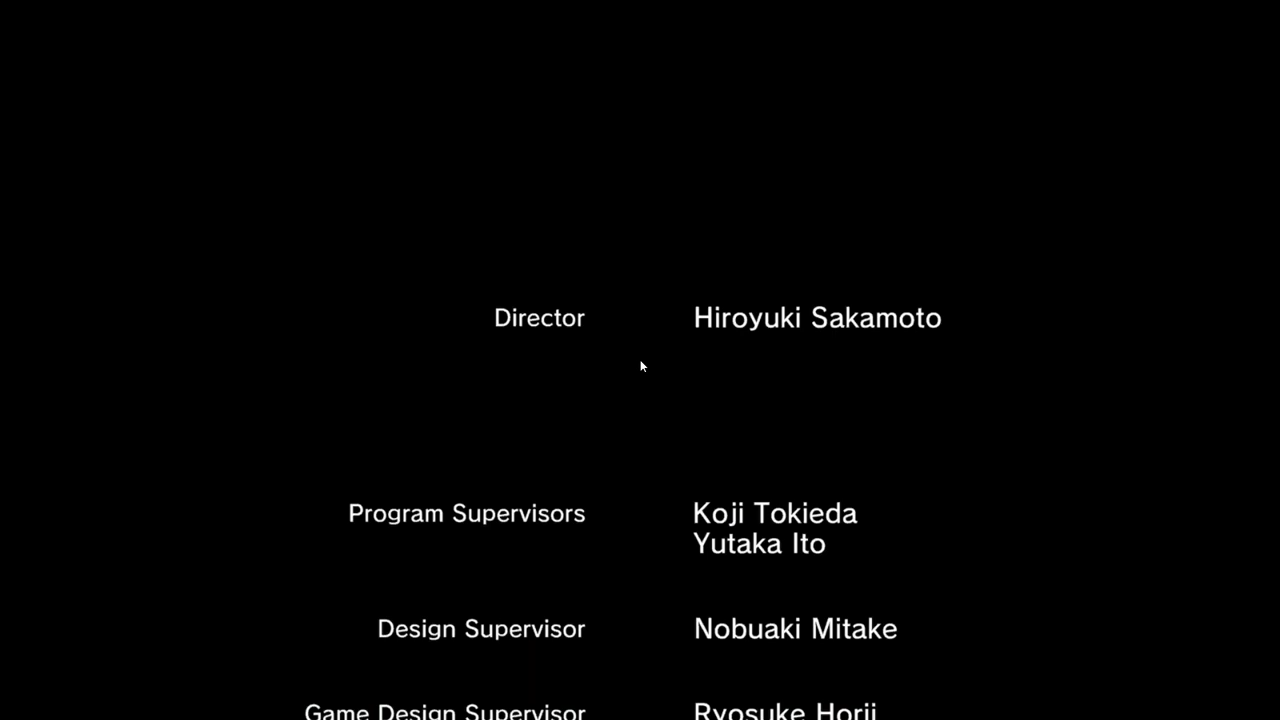 Director Hiroyuki Sakamoto
Program Supervisors Koji Tokieda
Yutaka Ito
Design Supervisor Nobuaki Mitake
Game Design Supervisor Ryosuke Horii